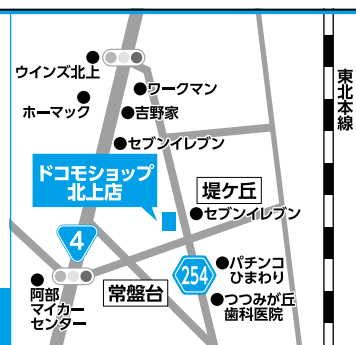 ウインズ北上
ワークマン
ホーマック
吉野家
セブンイレブン
東北本線
ドコモショップ
北上店
堤ケ丘
セブンイレブン
4
254
パチンコ
ひまわり
阿部
マイカー
センター
常盤台
つつみが丘
歯科医院